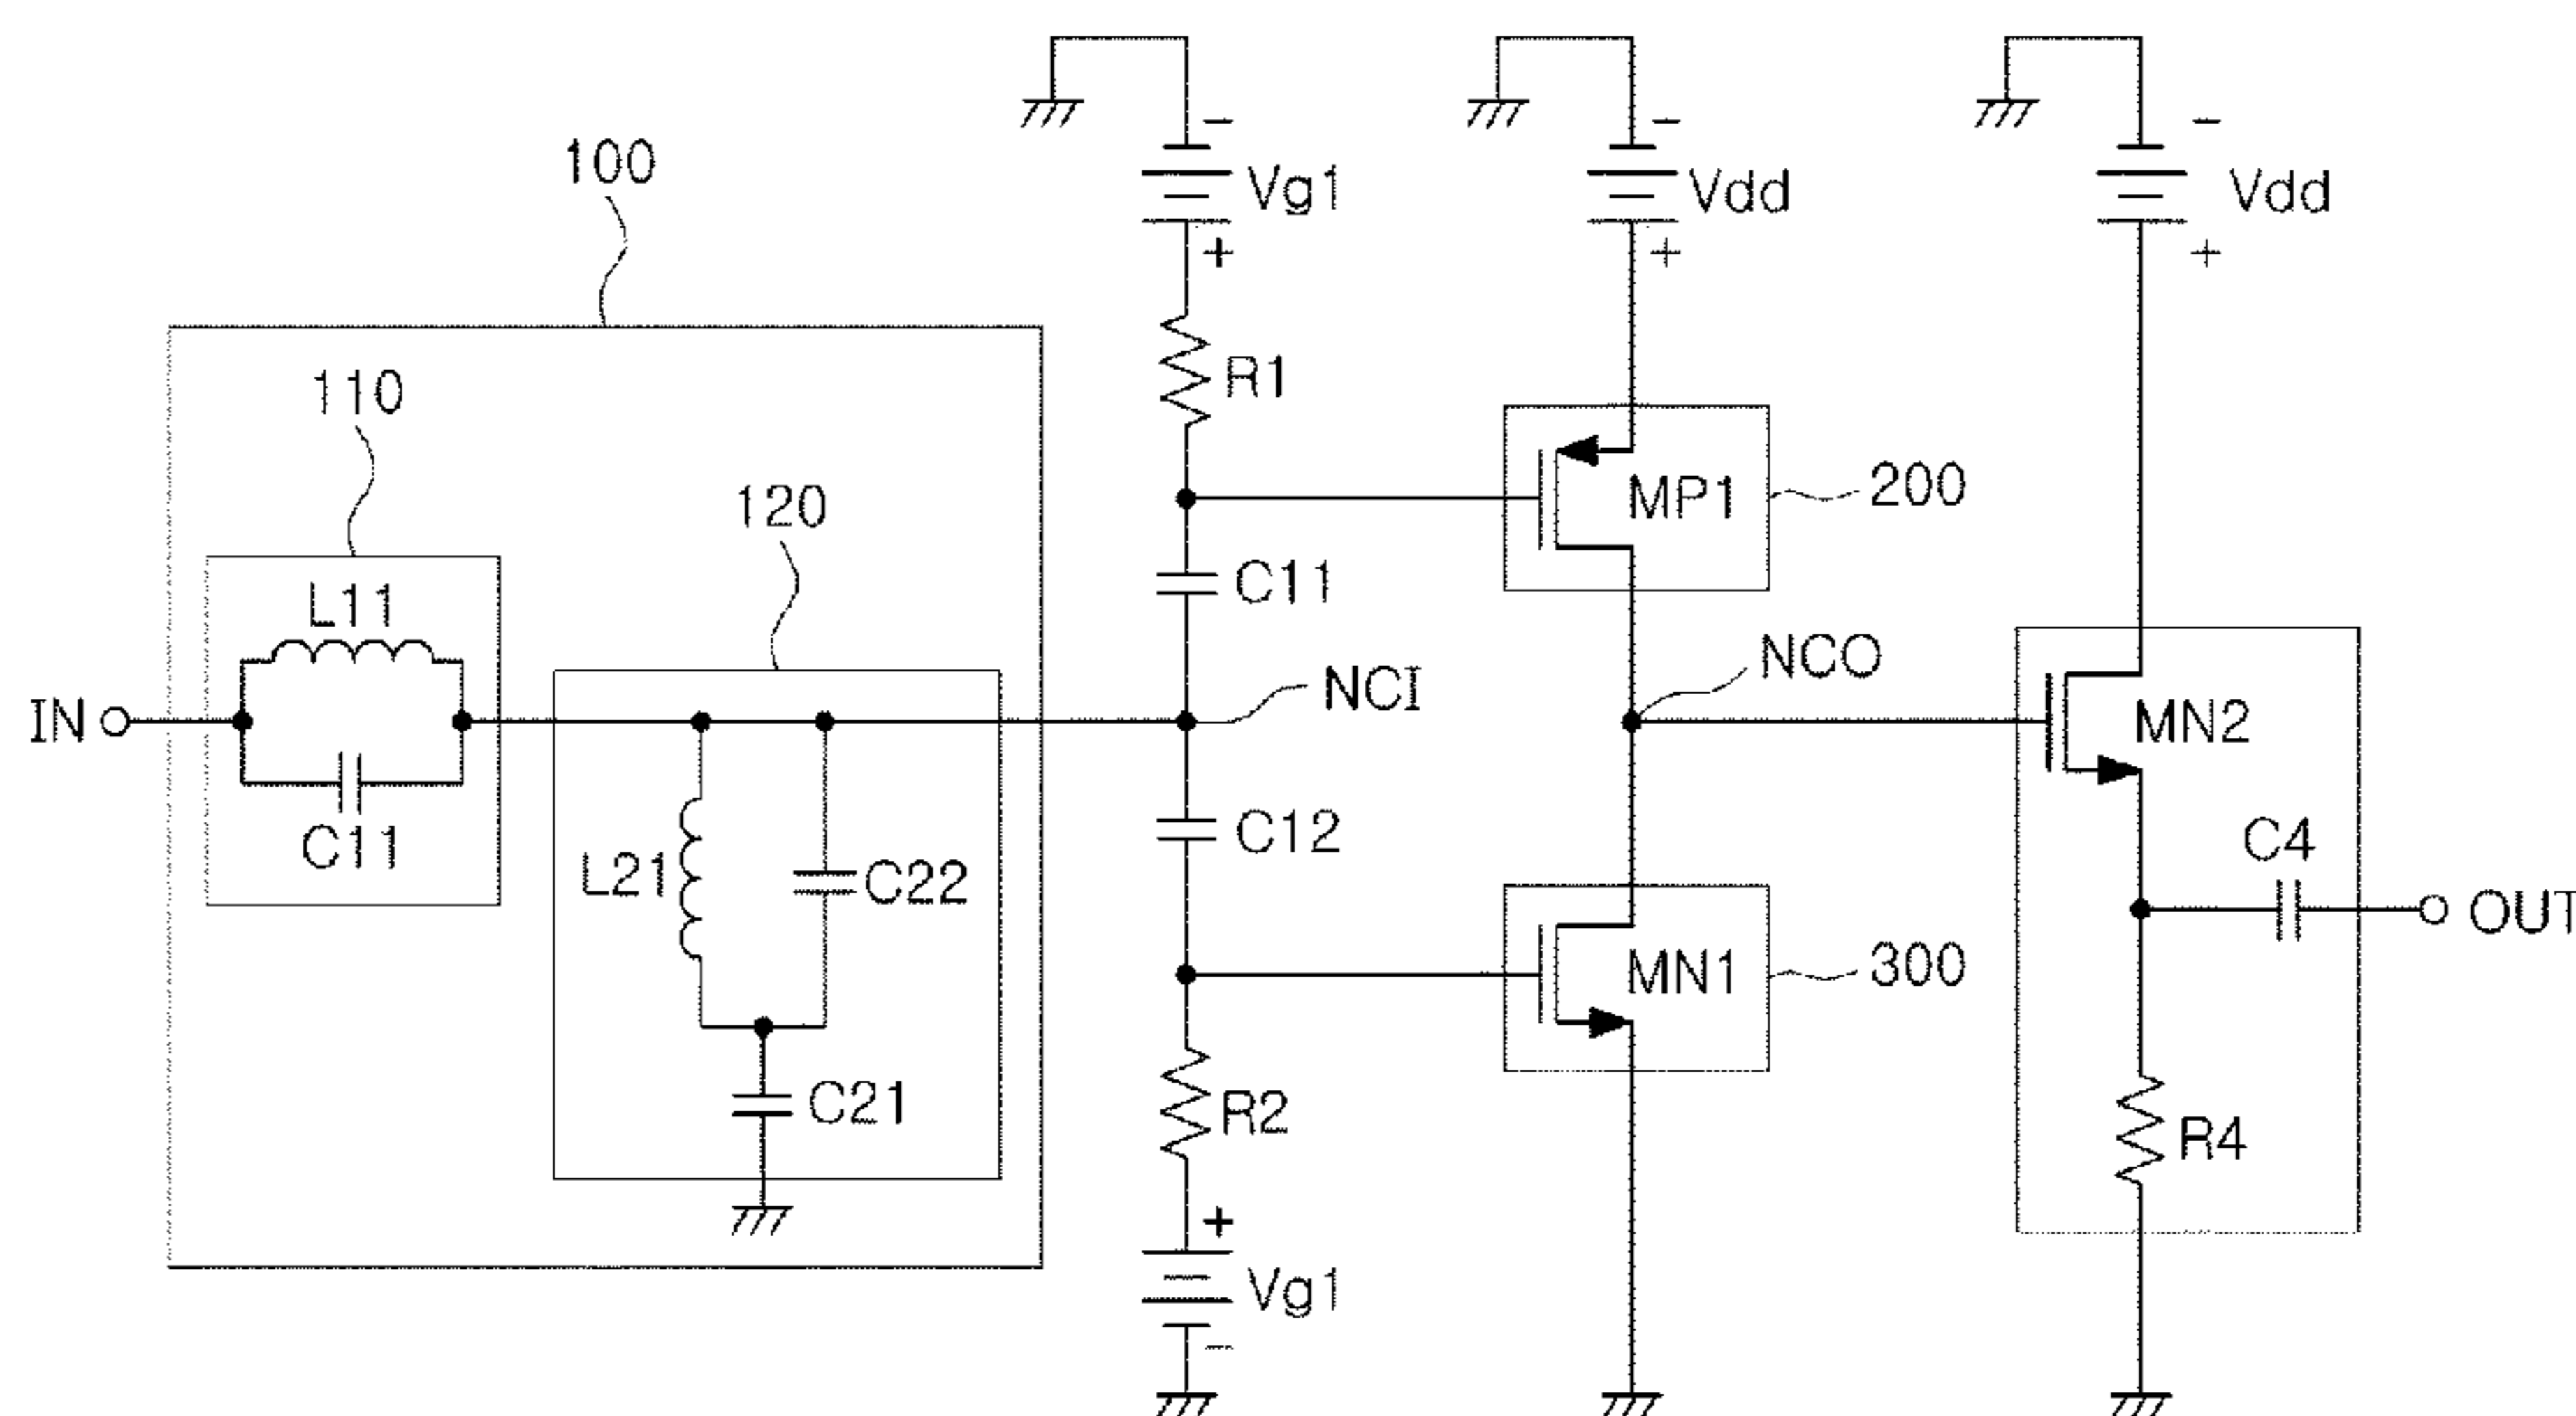 100
Vg1
Vdd
Vdd
−
−
−
+
+
+
110
R1
120
MP1
200
L11
C11
NCI
NCO
IN
MN2
C11
C12
L21
C22
C4
OUT
MN1
300
C21
R2
R4
+
Vg1
−